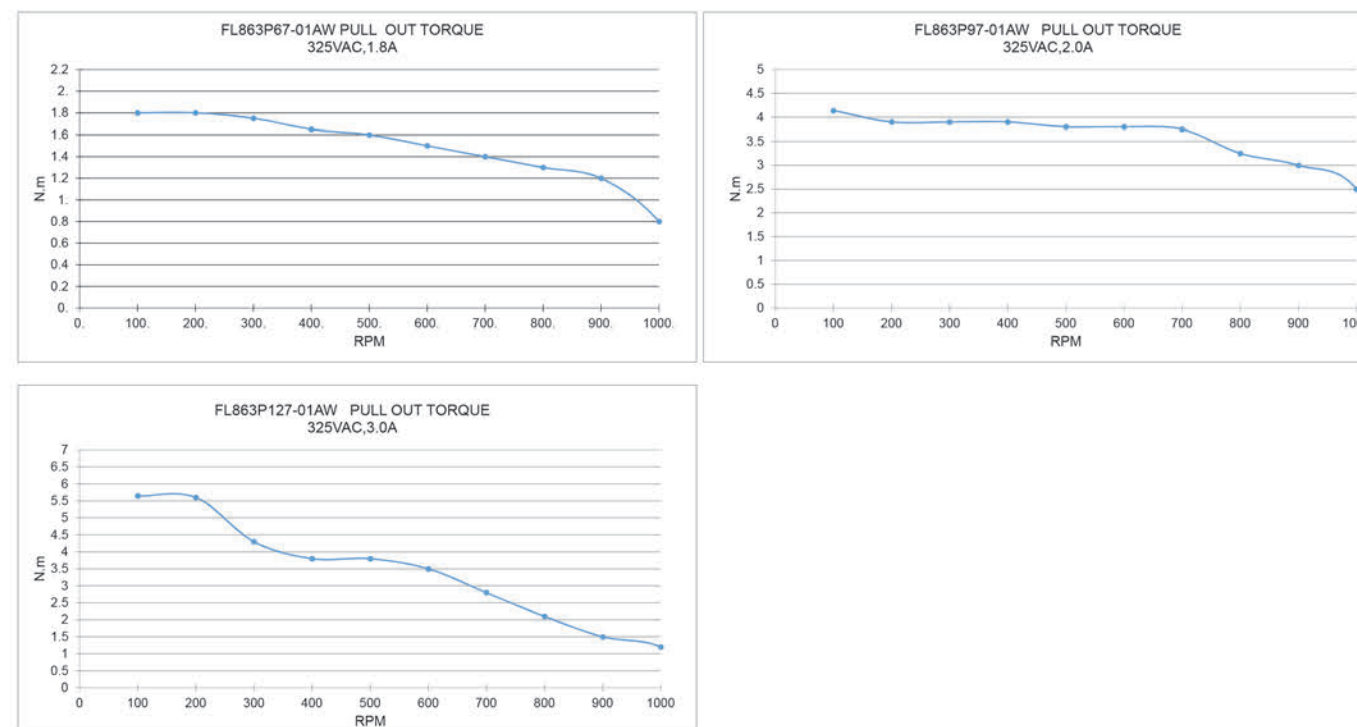 FL863P67-01AW PULL OUT TORQUE
325VAC,1.8A
2.2
2.
1.8
1.6
1.4
1.2
1.
0.8
0.6
0.4
0.2
0.
N.m
0. 100. 200. 300. 400. 500. 600. 700. 800. 900. 1000.
RPM
FL863P97-01AW PULL OUT TORQUE
325VAC,2.0A
5
4.5
4
3.5
3
2.5
2
1.5
1
0.5
0
N.m
0 100 200 300 400 500 600 700 800 900 100
RPM
FL863P127-01AW PULL OUT TORQUE
325VAC,3.0A
7
6.5
6
5.5
5
4.5
4
3.5
3
2.5
2
1.5
1
0.5
0
N.m
0. 100 200 300 400 500 600 700 800 900 1000
RPM